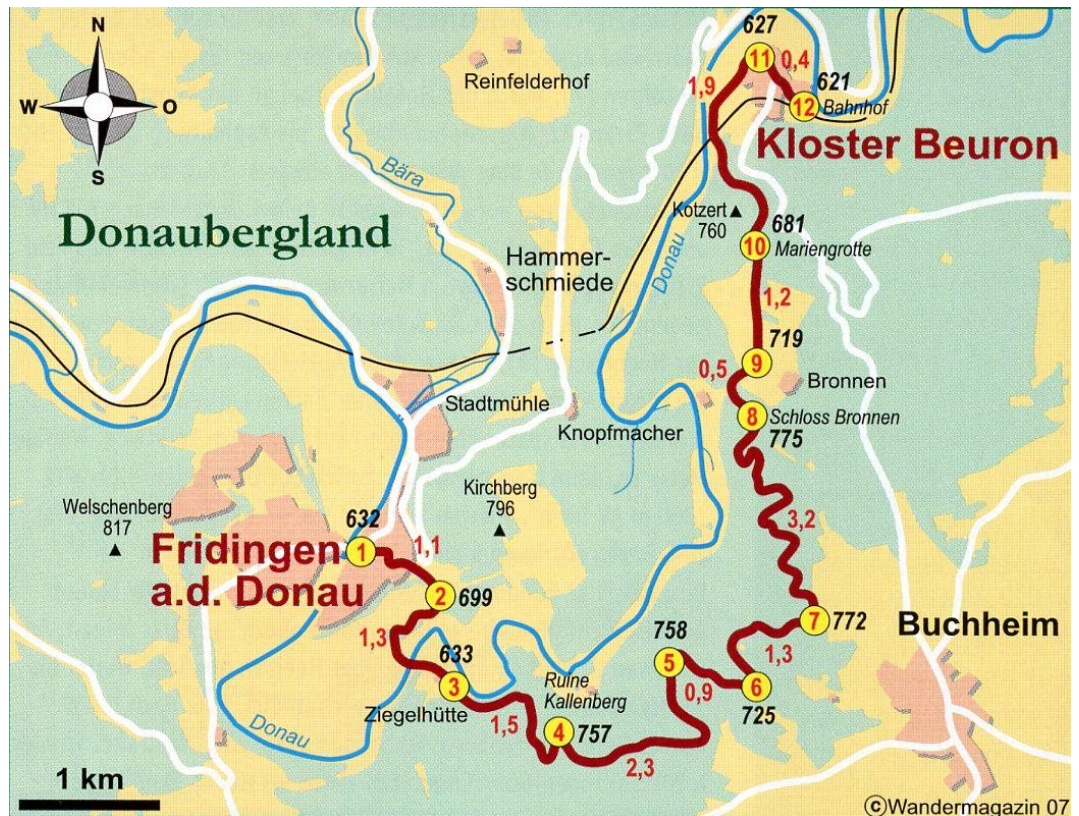 N
W
O
S
Reinfelderhof
627
11
0,4
621
12
Bahnhof
1,9
Kloster Beuron
Bära
Donaubergland
Kotzert
760
681
10
Mariengrotte
Hammer-
schmiede
Donau
1,2
719
9
0,5
Bronnen
Stadtmühle
8
Schloss Bronnen
775
Knopfmacher
Welschenberg
817
Kirchberg
796
3,2
632
1
1,1
Fridingen
a.d. Donau
2
699
7
772
Buchheim
1,3
633
758
1,3
3
5
0,9
6
725
Ziegelhütte
Ruine
Kallenberg
1,5
4
757
Donau
2,3
1 km
©Wandermagazin 07